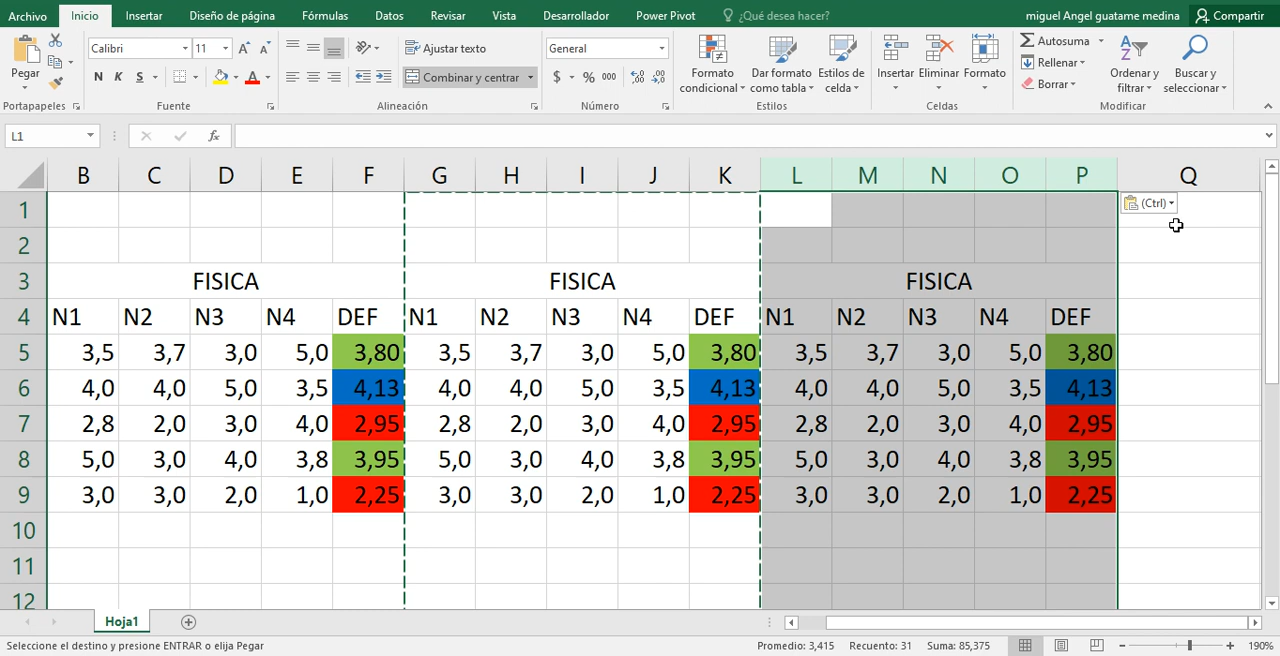 Archivo Inicio Insertar Diseño de página Fórmulas Datos Revisar Vista Desarrollador Power Pivot ¿Qué desea hacer? miguel Angel guatame medina Compartir
Pegar Calibri 11 Ajustar texto General Formato condicional Dar formato como tabla Estilos de celda Insertar Eliminar Formato Autosuma Ordenar y filtrar Buscar y seleccionar
N K S Combinar y centrar $ % 000 Rellenar
Borrar
Portapapeles Fuente Alineación Número Estilos Celdas Modificar
L1 fx
B C D E F G H I J K L M N O P Q
1 (Ctrl)
2
3 FISICA FISICA FISICA
4 N1 N2 N3 N4 DEF N1 N2 N3 N4 DEF N1 N2 N3 N4 DEF
5 3,5 3,7 3,0 5,0 3,80 3,5 3,7 3,0 5,0 3,80 3,5 3,7 3,0 5,0 3,80
6 4,0 4,0 5,0 3,5 4,13 4,0 4,0 5,0 3,5 4,13 4,0 4,0 5,0 3,5 4,13
7 2,8 2,0 3,0 4,0 2,95 2,8 2,0 3,0 4,0 2,95 2,8 2,0 3,0 4,0 2,95
8 5,0 3,0 4,0 3,8 3,95 5,0 3,0 4,0 3,8 3,95 5,0 3,0 4,0 3,8 3,95
9 3,0 3,0 2,0 1,0 2,25 3,0 3,0 2,0 1,0 2,25 3,0 3,0 2,0 1,0 2,25
10
11
12
Hoja1
Seleccione el destino y presione ENTRAR o elija Pegar Promedio: 3,415 Recuento: 31 Suma: 85,375 190%